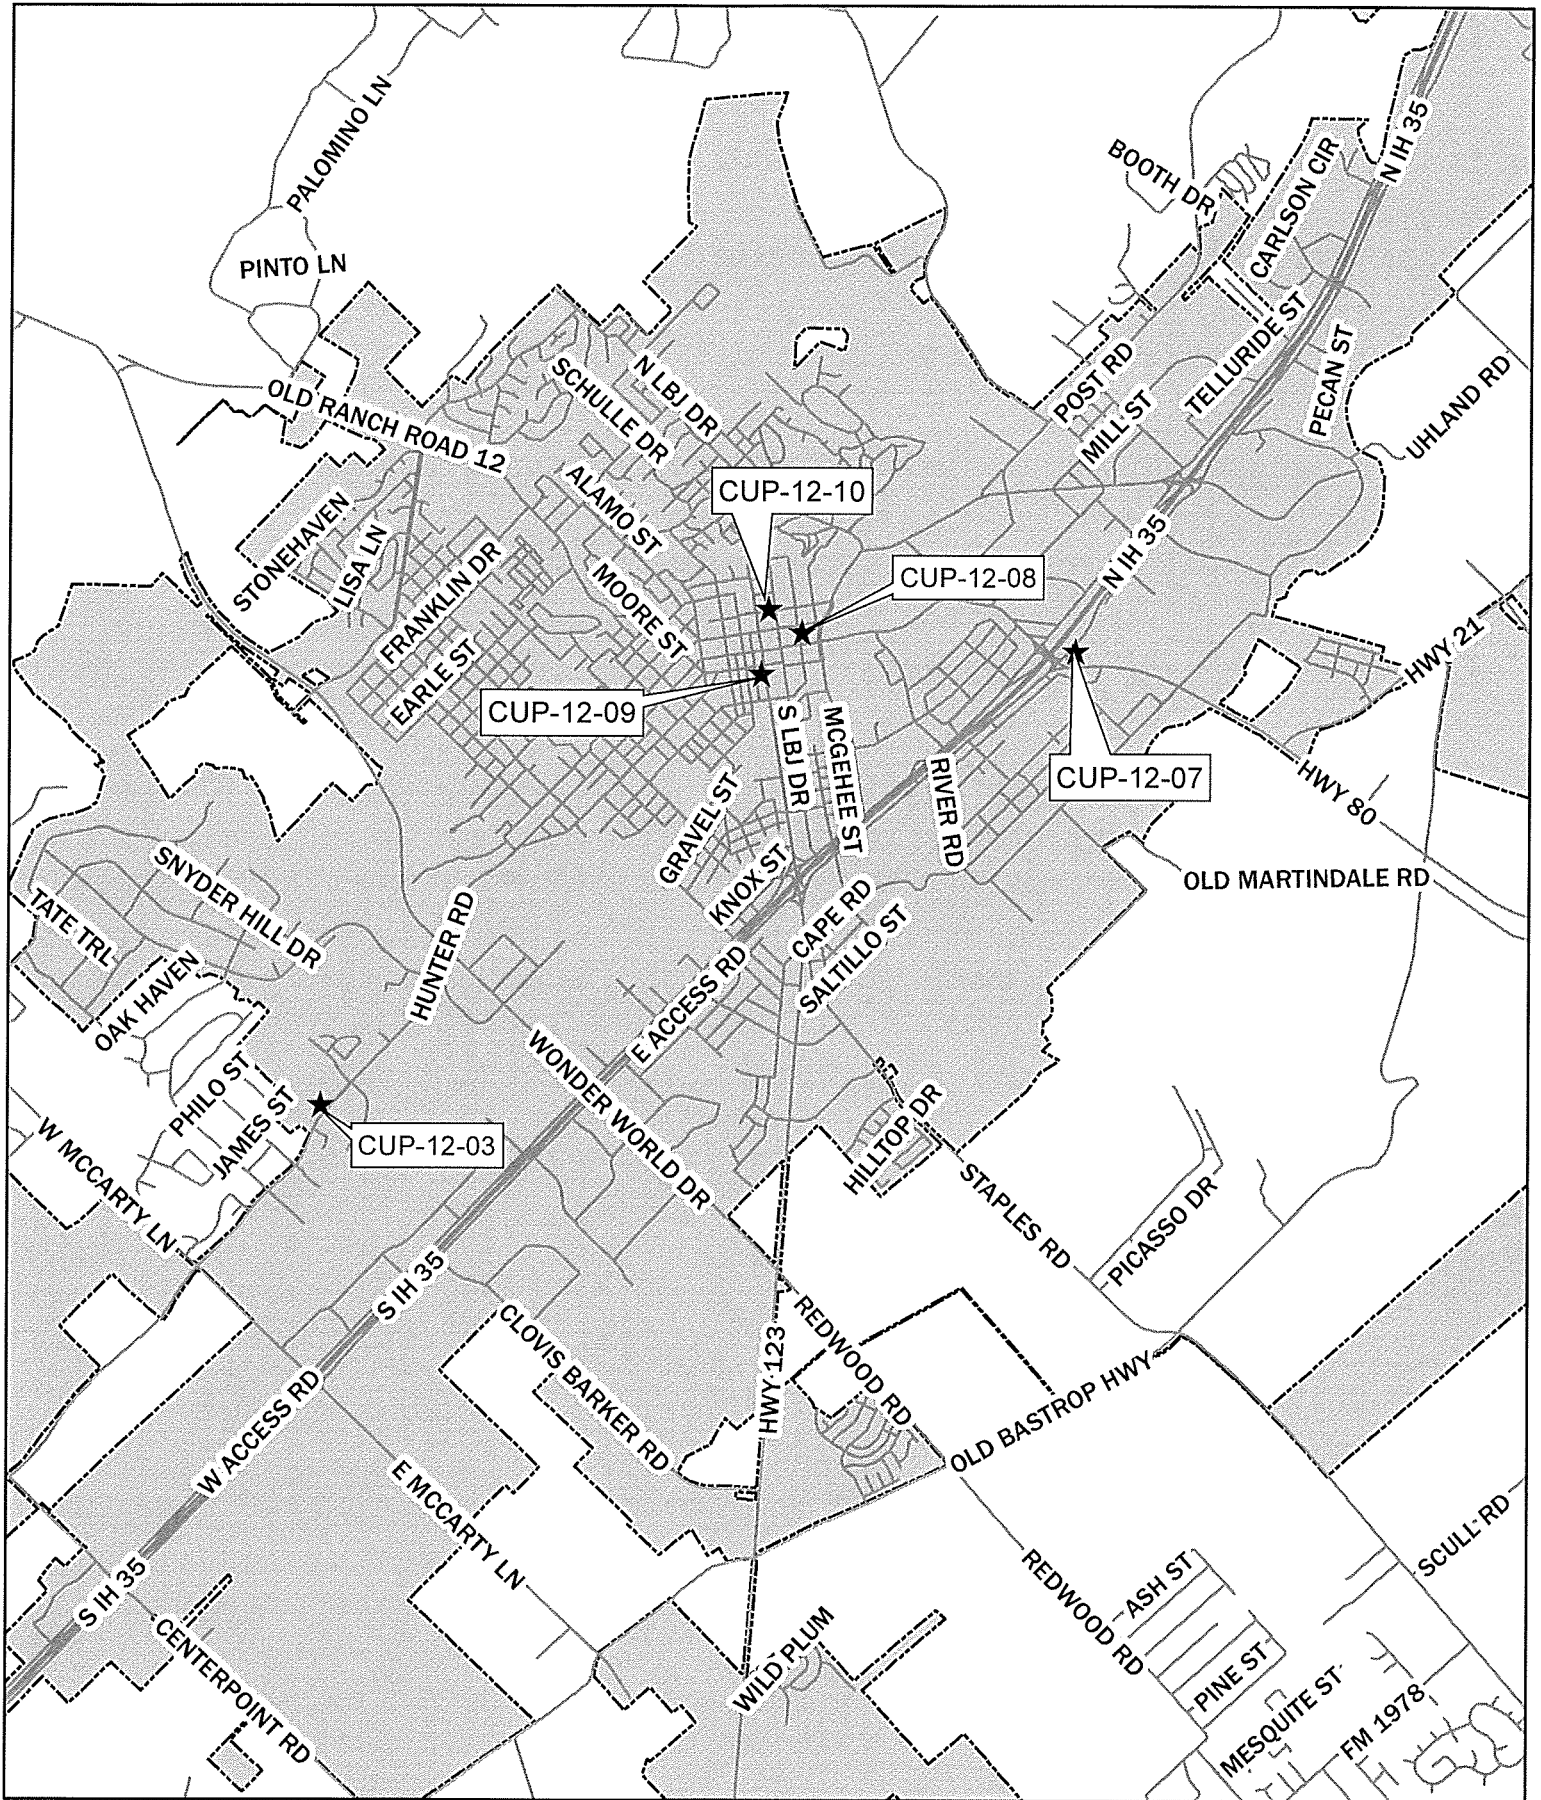 PALOMINO LN
BOOTH DR
CARLSON CIR
N IH 35
PINTO LN
OLD RANCH ROAD 12
SCHULLE DR
N LBJ DR
POST RD
MILL ST
TELLURIDE ST
PECAN ST
UHLAND RD
ALAMO ST
CUP-12-10
STONEHAVEN
LISA LN
FRANKLIN DR
MOORE ST
CUP-12-08
N IH 35
EARLE ST
HWY 21
CUP-12-09
S LBJ DR
MCGEHEE ST
RIVER RD
CUP-12-07
HWY 80
GRAVEL ST
KNOX ST
OLD MARTINDALE RD
SNYDER HILL DR
TATE TRL
HUNTER RD
CAPE RD
SALTILLO ST
OAK HAVEN
E ACCESS RD
WONDER WORLD DR
PHILO ST
JAMES ST
HILLTOP DR
CUP-12-03
W MCCARTY LN
STAPLES RD
PICASSO DR
S IH 35
CLOVIS BARKER RD
HWY 123
REDWOOD RD
OLD BASTROP HWY
W ACCESS RD
E MCCARTY LN
SCULL RD
S IH 35
REDWOOD RD
ASH ST
CENTERPOINT RD
WILD PLUM
PINE ST
MESQUITE ST
FM 1978